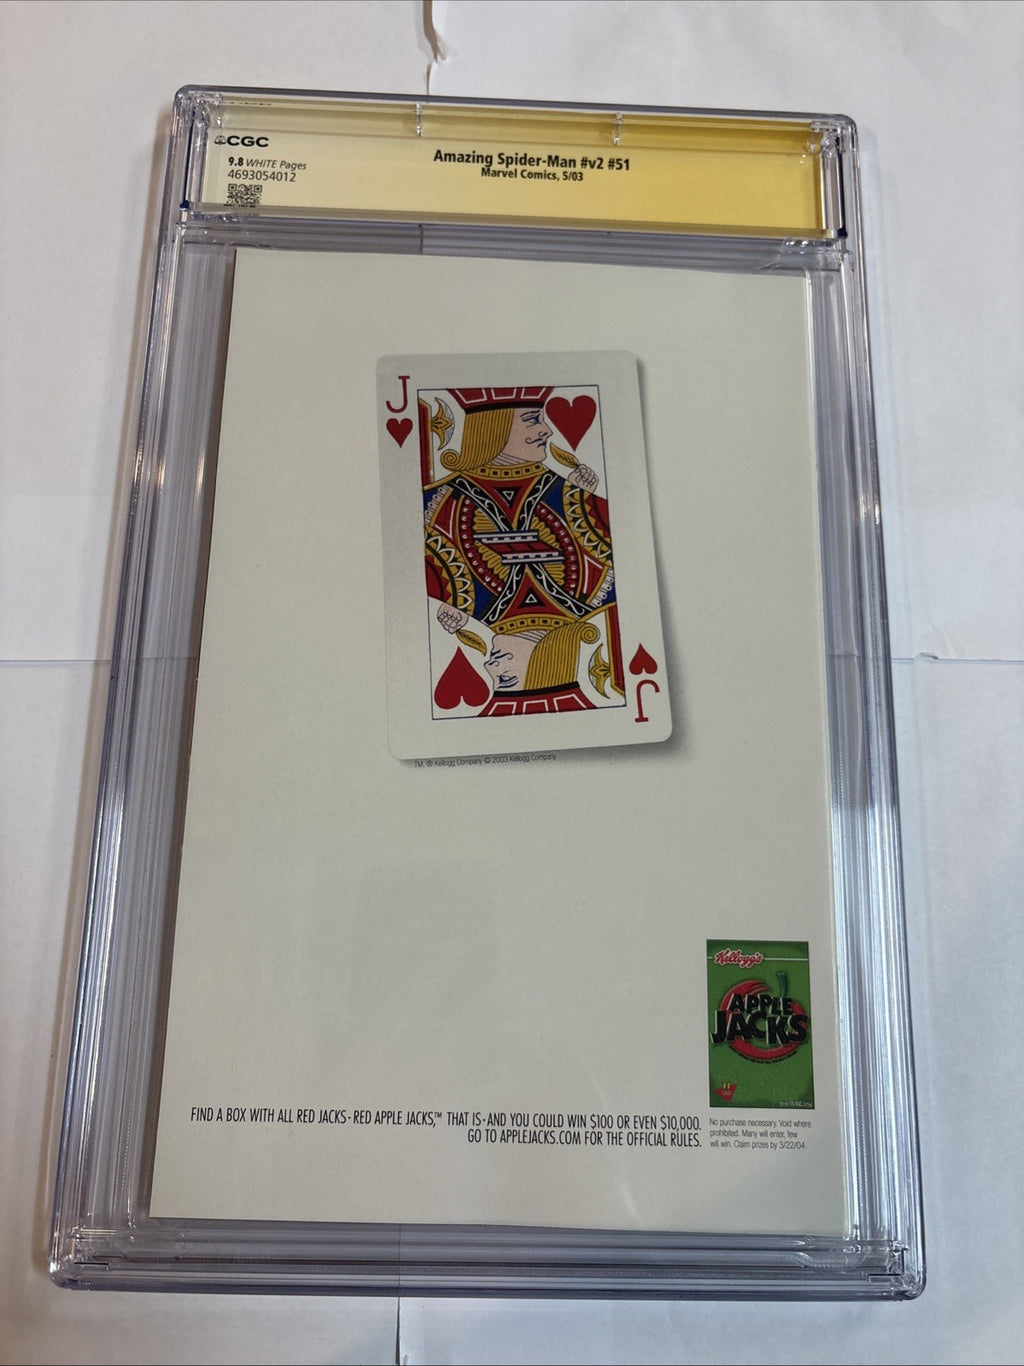 CGC
9.8 WHITE Pages
4693054012
Amazing Spider-Man #v2 #51
Marvel Comics, 5/03
J
J
TM, ® Kellogg Company © 2003 Kellogg Company
Kellogg's
APPLE
JACKS
FIND A BOX WITH ALL RED JACKS-RED APPLE JACKS,™ THAT IS-AND YOU COULD WIN $100 OR EVEN $10,000.
GO TO APPLEJACKS.COM FOR THE OFFICIAL RULES.
No purchase necessary. Void where
prohibited. Many will enter, few
will win. Claim prizes by 3/22/04.